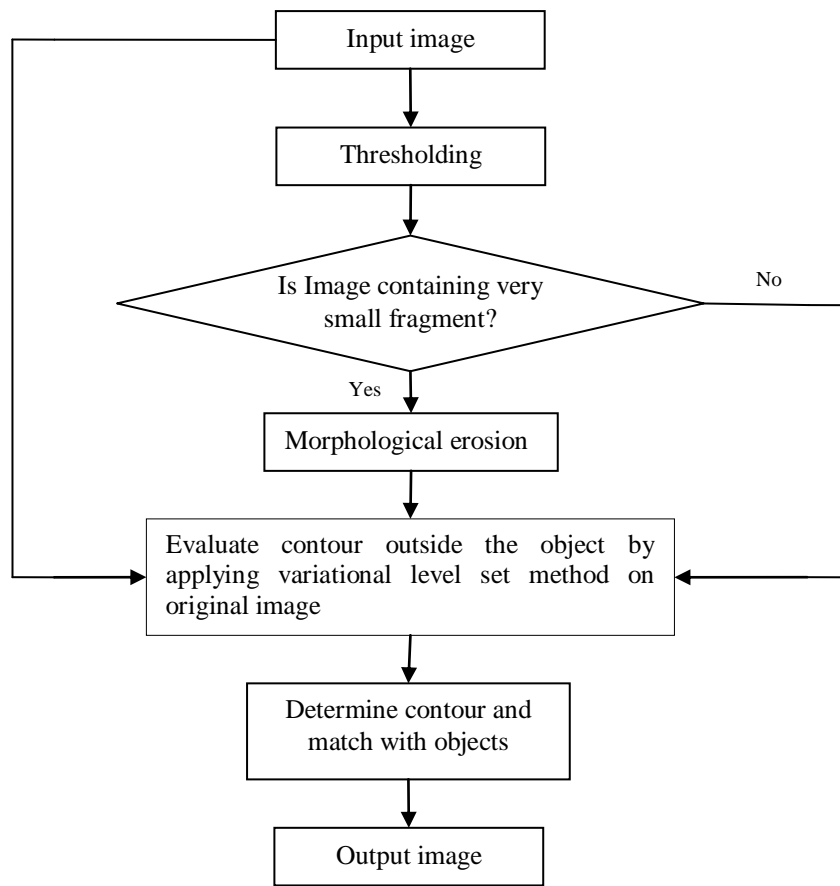 Input image
Thresholding
Is Image containing very
small fragment?
No
Yes
Morphological erosion
Evaluate contour outside the object by
applying variational level set method on
original image
Determine contour and
match with objects
Output image